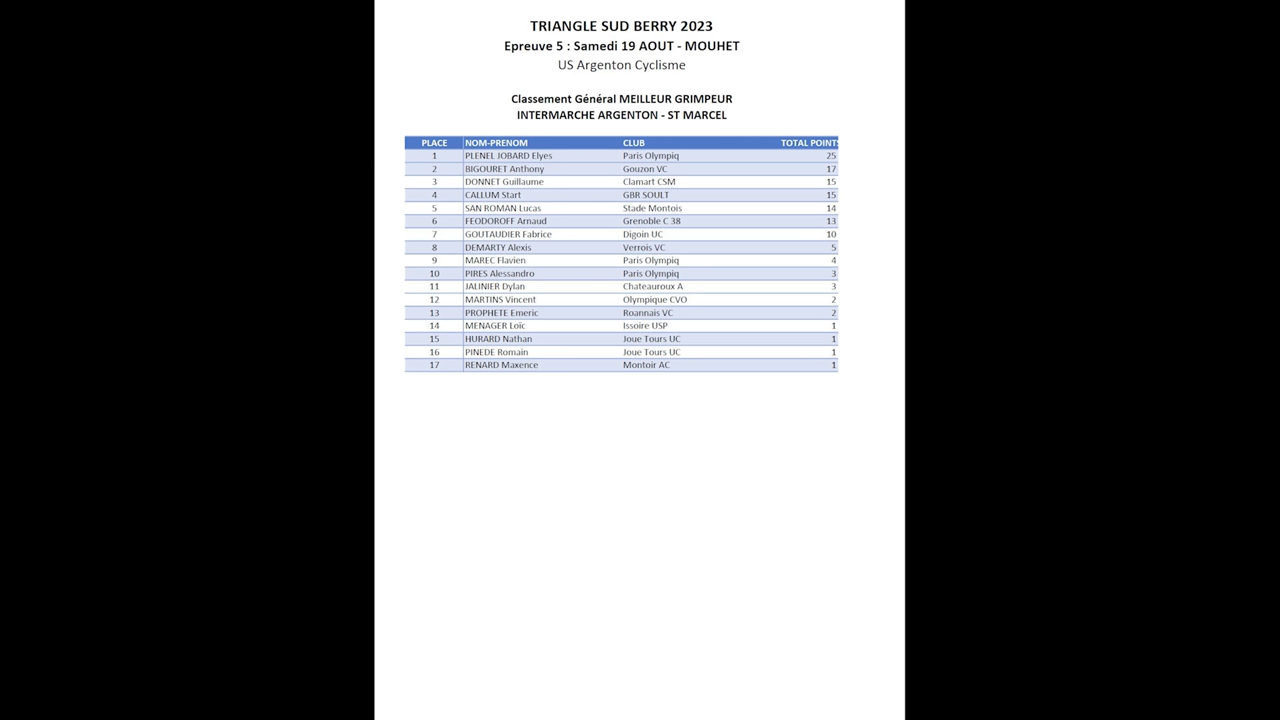 TRIANGLE SUD BERRY 2023
Epreuve 5 : Samedi 19 AOUT - MOUHET
US Argenton Cyclisme
Classement Général MEILLEUR GRIMPEUR
INTERMARCHE ARGENTON - ST MARCEL
PLACE NOM-PRENOM CLUB TOTAL POINTS
1 PLENEL JOBARD Elyes Paris Olympiq 25
2 BIGOURET Anthony Gouzon VC 17
3 DONNET Guillaume Clamart CSM 15
4 CALLUM Start GBR SOULT 15
5 SAN ROMAN Lucas Stade Montois 14
6 FEODOROFF Arnaud Grenoble C 38 13
7 GOUTAUDIER Fabrice Digoin UC 10
8 DEMARTY Alexis Verrois VC 5
9 MAREC Flavien Paris Olympiq 4
10 PIRES Alessandro Paris Olympiq 3
11 JALINIER Dylan Chateauroux A 3
12 MARTINS Vincent Olympique CVO 2
13 PROPHETE Emeric Roannais VC 2
14 MENAGER Loïc Issoire USP 1
15 HURARD Nathan Joue Tours UC 1
16 PINEDE Romain Joue Tours UC 1
17 RENARD Maxence Montoir AC 1